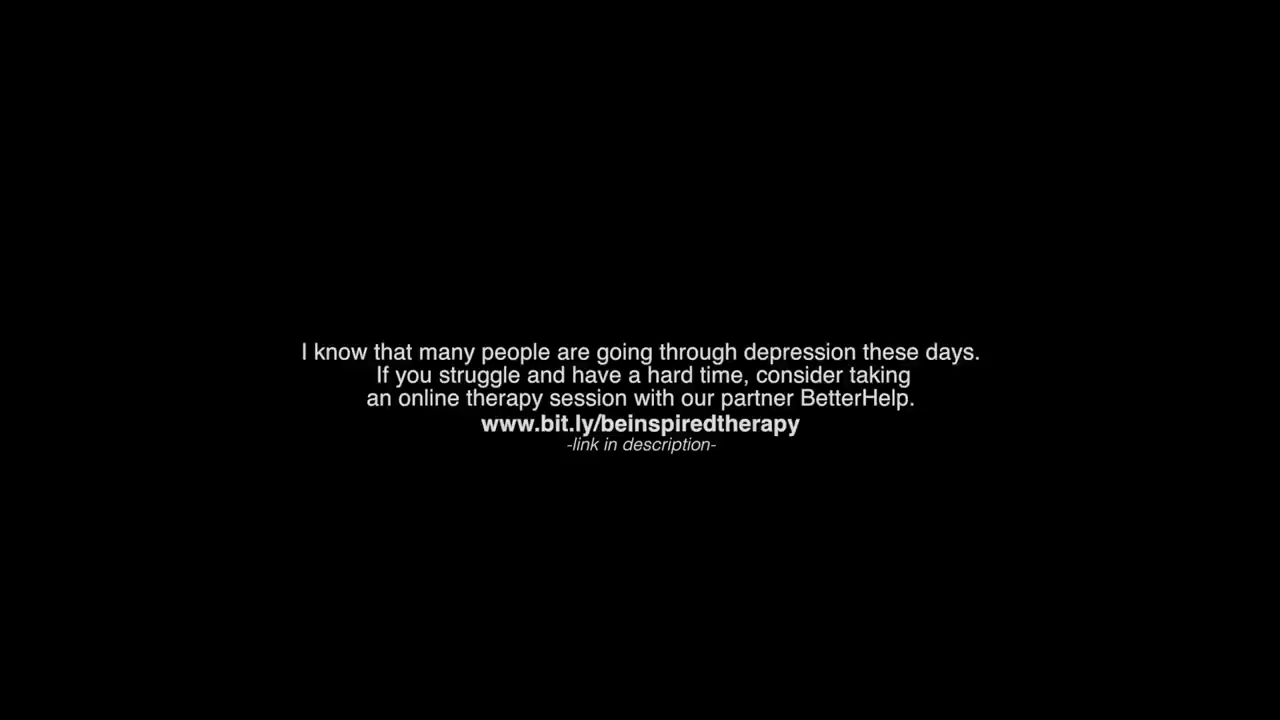 I know that many people are going through depression these days.
If you struggle and have a hard time, consider taking
an online therapy session with our partner BetterHelp.
www.bit.ly/beinspiredtherapy
-link in description-